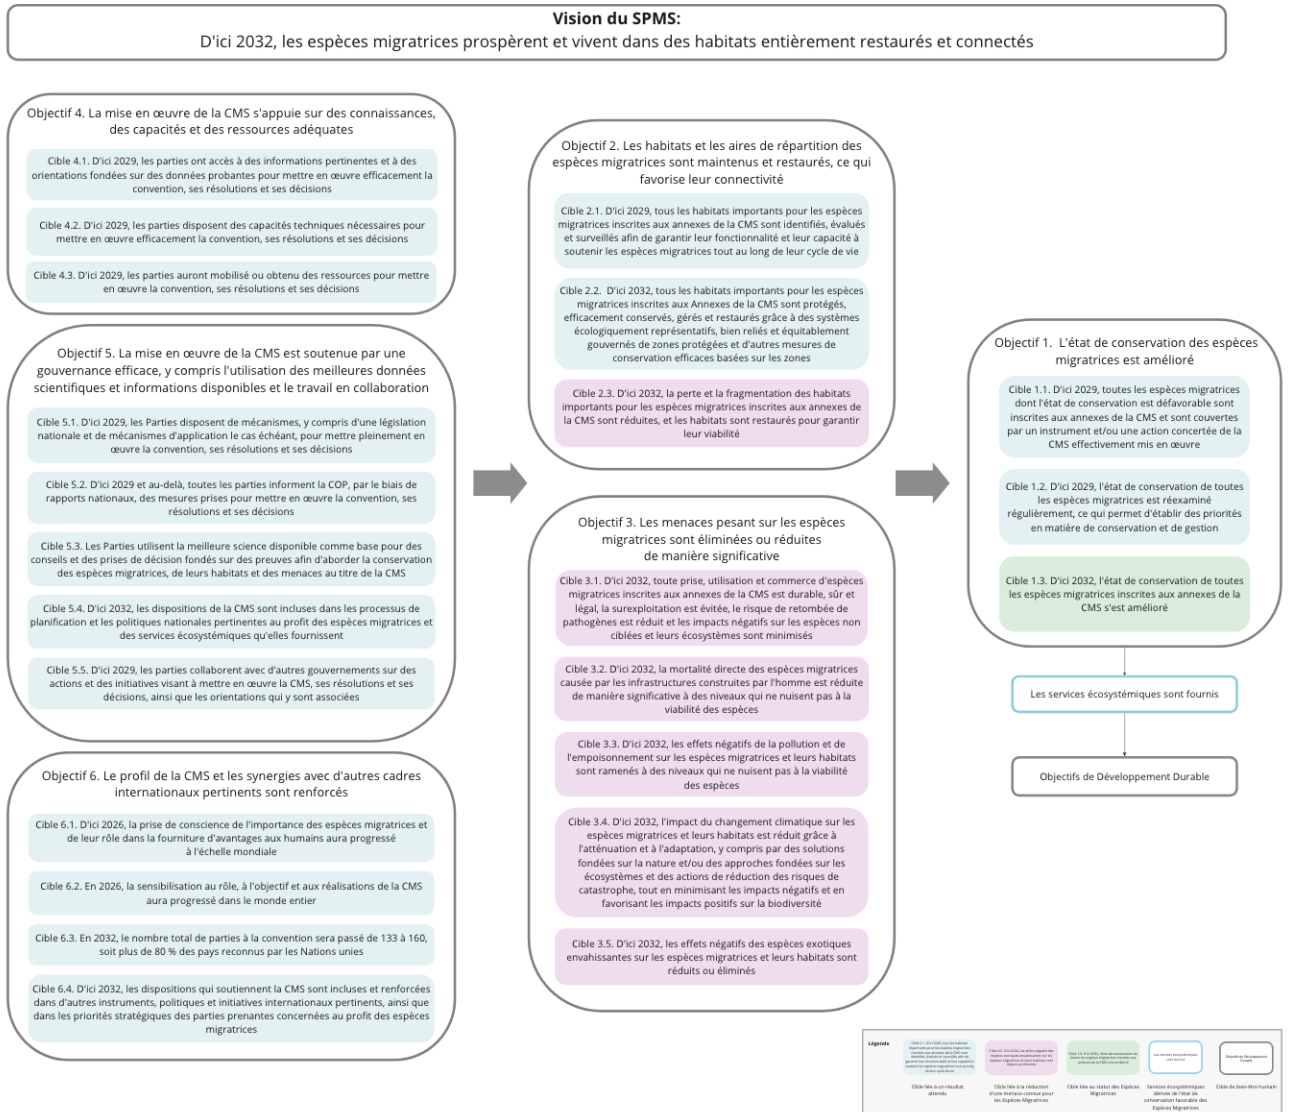 Vision du SPMS:
D'ici 2032, les espèces migratrices prospèrent et vivent dans des habitats entièrement restaurés et connectés
Objectif 4. La mise en œuvre de la CMS s'appuie sur des connaissances,
des capacités et des ressources adéquates
Cible 4.1. D'ici 2029, les parties ont accès à des informations pertinentes et à des
orientations fondées sur des données probantes pour mettre en œuvre efficacement la
convention, ses résolutions et ses décisions
Cible 4.2. D'ici 2029, les parties disposent des capacités techniques nécessaires pour
mettre en œuvre efficacement la convention, ses résolutions et ses décisions
Cible 4.3. D'ici 2029, les parties auront mobilisé ou obtenu des ressources pour mettre
en œuvre la convention, ses résolutions et ses décisions
Objectif 5. La mise en œuvre de la CMS est soutenue par une
gouvernance efficace, y compris l'utilisation des meilleures données
scientifiques et informations disponibles et le travail en collaboration
Cible 5.1. D'ici 2029, les Parties disposent de mécanismes, y compris d'une législation
nationale et de mécanismes d'application le cas échéant, pour mettre pleinement en
œuvre la convention, ses résolutions et ses décisions
Cible 5.2. D'ici 2029 et au-delà, toutes les parties informent la COP, par le biais de
rapports nationaux, des mesures prises pour mettre en œuvre la convention, ses
résolutions et ses décisions
Cible 5.3. Les Parties utilisent la meilleure science disponible comme base pour des
conseils et des prises de décision fondés sur des preuves afin d'aborder la conservation
des espèces migratrices, de leurs habitats et des menaces au titre de la CMS
Cible 5.4. D'ici 2032, les dispositions de la CMS sont incluses dans les processus de
planification et les politiques nationales pertinentes au profit des espèces migratrices et
des services écosystémiques qu'elles fournissent
Cible 5.5. D'ici 2029, les parties collaborent avec d'autres gouvernements sur des
actions et des initiatives visant à mettre en œuvre la CMS, ses résolutions et ses
décisions, ainsi que les orientations qui y sont associées
Objectif 6. Le profil de la CMS et les synergies avec d'autres cadres
internationaux pertinents sont renforcés
Cible 6.1. D'ici 2026, la prise de conscience de l'importance des espèces migratrices et
de leur rôle dans la fourniture d'avantages aux humains aura progressé
à l'échelle mondiale
Cible 6.2. En 2026, la sensibilisation au rôle, à l'objectif et aux réalisations de la CMS
aura progressé dans le monde entier
Cible 6.3. En 2032, le nombre total de parties à la convention sera passé de 133 à 160,
soit plus de 80 % des pays reconnus par les Nations unies
Cible 6.4. D'ici 2032, les dispositions qui soutiennent la CMS sont incluses et renforcées
dans d'autres instruments, politiques et initiatives internationaux pertinents, ainsi que
dans les priorités stratégiques des parties prenantes concernées au profit des espèces
migratrices
Objectif 2. Les habitats et les aires de répartition des
espèces migratrices sont maintenus et restaurés, ce qui
favorise leur connectivité
Cible 2.1. D'ici 2029, tous les habitats importants pour les espèces
migratrices inscrites aux annexes de la CMS sont identifiés, évalués
et surveillés afin de garantir leur fonctionnalité et leur capacité à
soutenir les espèces migratrices tout au long de leur cycle de vie
Cible 2.2. D'ici 2032, tous les habitats importants pour les espèces
migratrices inscrites aux Annexes de la CMS sont protégés,
efficacement conservés, gérés et restaurés grâce à des systèmes
écologiquement représentatifs, bien reliés et équitablement
gouvernés de zones protégées et d'autres mesures de
conservation efficaces basées sur les zones
Cible 2.3. D'ici 2032, la perte et la fragmentation des habitats
importants pour les espèces migratrices inscrites aux annexes de
la CMS sont réduites, et les habitats sont restaurés pour garantir
leur viabilité
Objectif 3. Les menaces pesant sur les espèces
migratrices sont éliminées ou réduites
de manière significative
Cible 3.1. D'ici 2032, toute prise, utilisation et commerce d'espèces
migratrices inscrites aux annexes de la CMS est durable, sûr et
légal, la surexploitation est évitée, le risque de retombée de
pathogènes est réduit et les impacts négatifs sur les espèces non
ciblées et leurs écosystèmes sont minimisés
Cible 3.2. D'ici 2032, la mortalité directe des espèces migratrices
causée par les infrastructures construites par l'homme est réduite
de manière significative à des niveaux qui ne nuisent pas à la
viabilité des espèces
Cible 3.3. D'ici 2032, les effets négatifs de la pollution et de
l'empoisonnement sur les espèces migratrices et leurs habitats
sont ramenés à des niveaux qui ne nuisent pas à la viabilité
des espèces
Cible 3.4. D'ici 2032, l'impact du changement climatique sur les
espèces migratrices et leurs habitats est réduit grâce à
l'atténuation et à l'adaptation, y compris par des solutions
fondées sur la nature et/ou des approches fondées sur les
écosystèmes et des actions de réduction des risques de
catastrophe, tout en minimisant les impacts négatifs et en
favorisant les impacts positifs sur la biodiversité
Cible 3.5. D'ici 2032, les effets négatifs des espèces exotiques
envahissantes sur les espèces migratrices et leurs habitats sont
réduits ou éliminés
Objectif 1. L'état de conservation des espèces
migratrices est amélioré
Cible 1.1. D'ici 2029, toutes les espèces migratrices
dont l'état de conservation est défavorable sont
inscrites aux annexes de la CMS et sont couvertes
par un instrument et/ou une action concertée de la
CMS effectivement mis en œuvre
Cible 1.2. D'ici 2029, l'état de conservation de toutes
les espèces migratrices est réexaminé
régulièrement, ce qui permet d'établir des priorités
en matière de conservation et de gestion
Cible 1.3. D'ici 2032, l'état de conservation de toutes
les espèces migratrices inscrites aux annexes de la
CMS s'est amélioré
Les services écosystémiques sont fournis
Objectifs de Développement Durable
Légende
Cible liée à un résultat
attendu
Cible liée à la réduction
d'une menace connue pour
les Espèces Migratrices
Cible liée au statut des Espèces
Migratrices
Services écosystémiques
dérivés de l'état de
conservation favorable des
Espèces Migratrices
Cible de bien-être humain